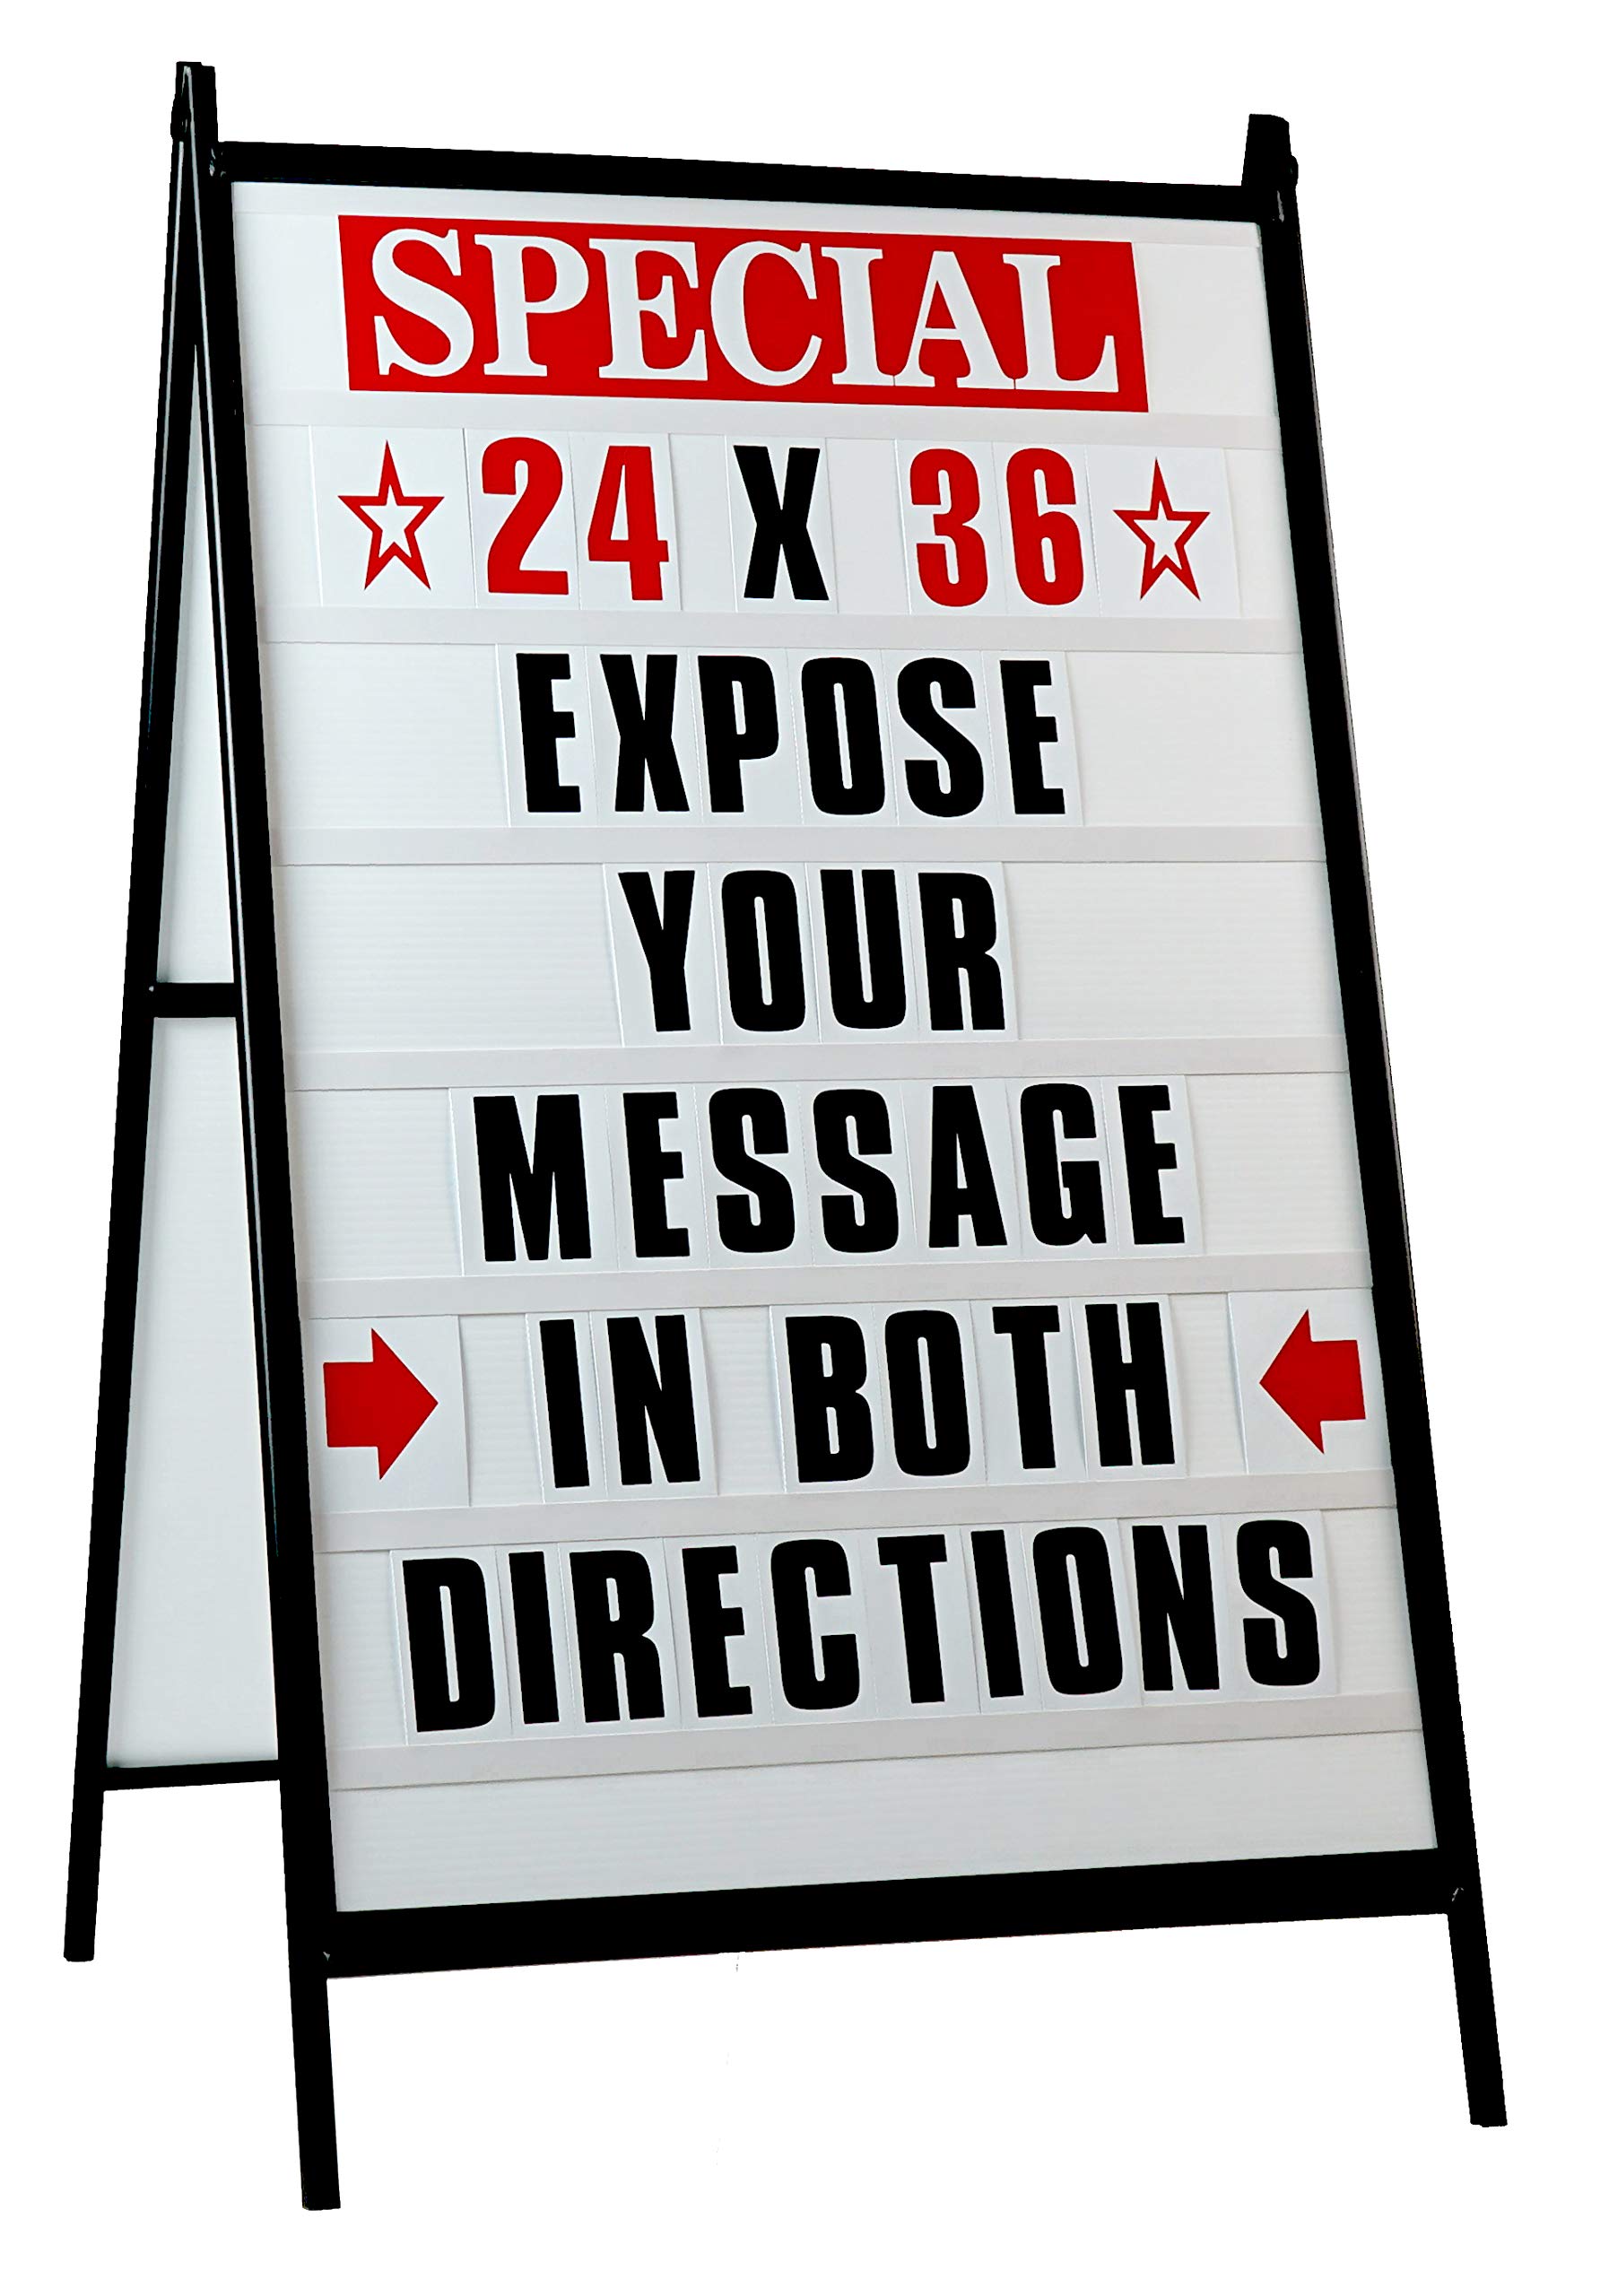 SPECIAL
24 X 36
EXPOSE
YOUR
MESSAGE
IN BOTH
DIRECTIONS